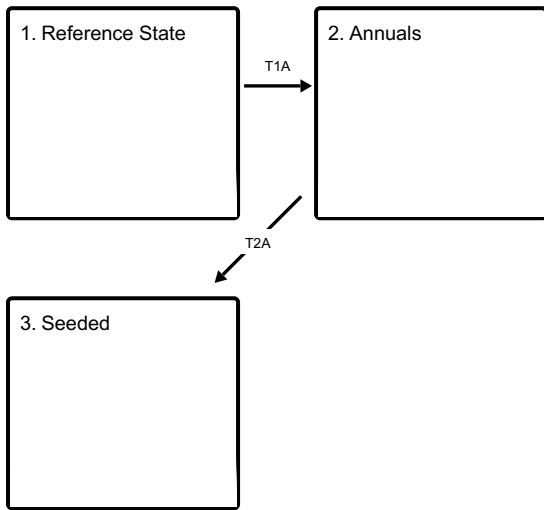 1. Reference State
T1A
2. Annuals
T2A
3. Seeded